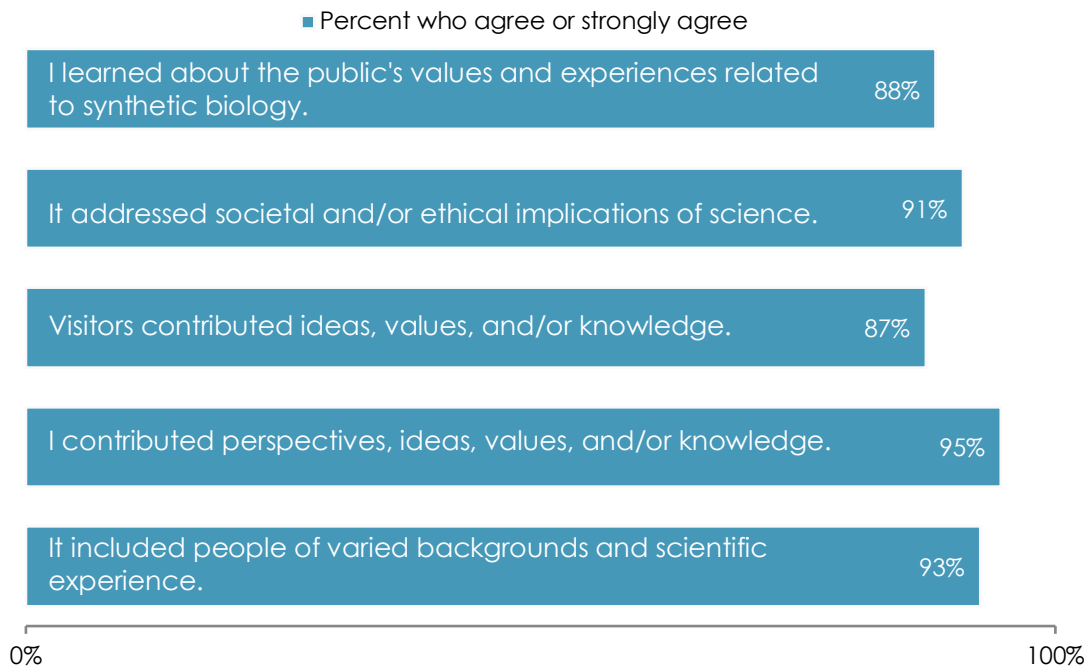 Percent who agree or strongly agree
I learned about the public's values and experiences related
to synthetic biology.
88%
It addressed societal and/or ethical implications of science.
91%
Visitors contributed ideas, values, and/or knowledge.
87%
I contributed perspectives, ideas, values, and/or knowledge.
95%
It included people of varied backgrounds and scientific
experience.
93%
0%
100%